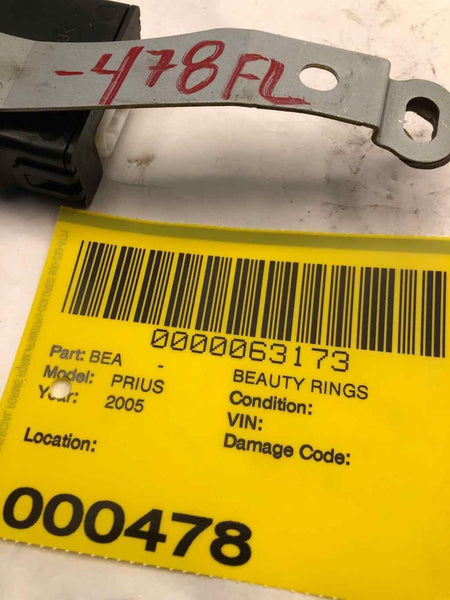 -478FL
0000063173
Part: BEA - BEAUTY RINGS
Model: PRIUS Condition:
Year: 2005 VIN:
Location: Damage Code:
000478